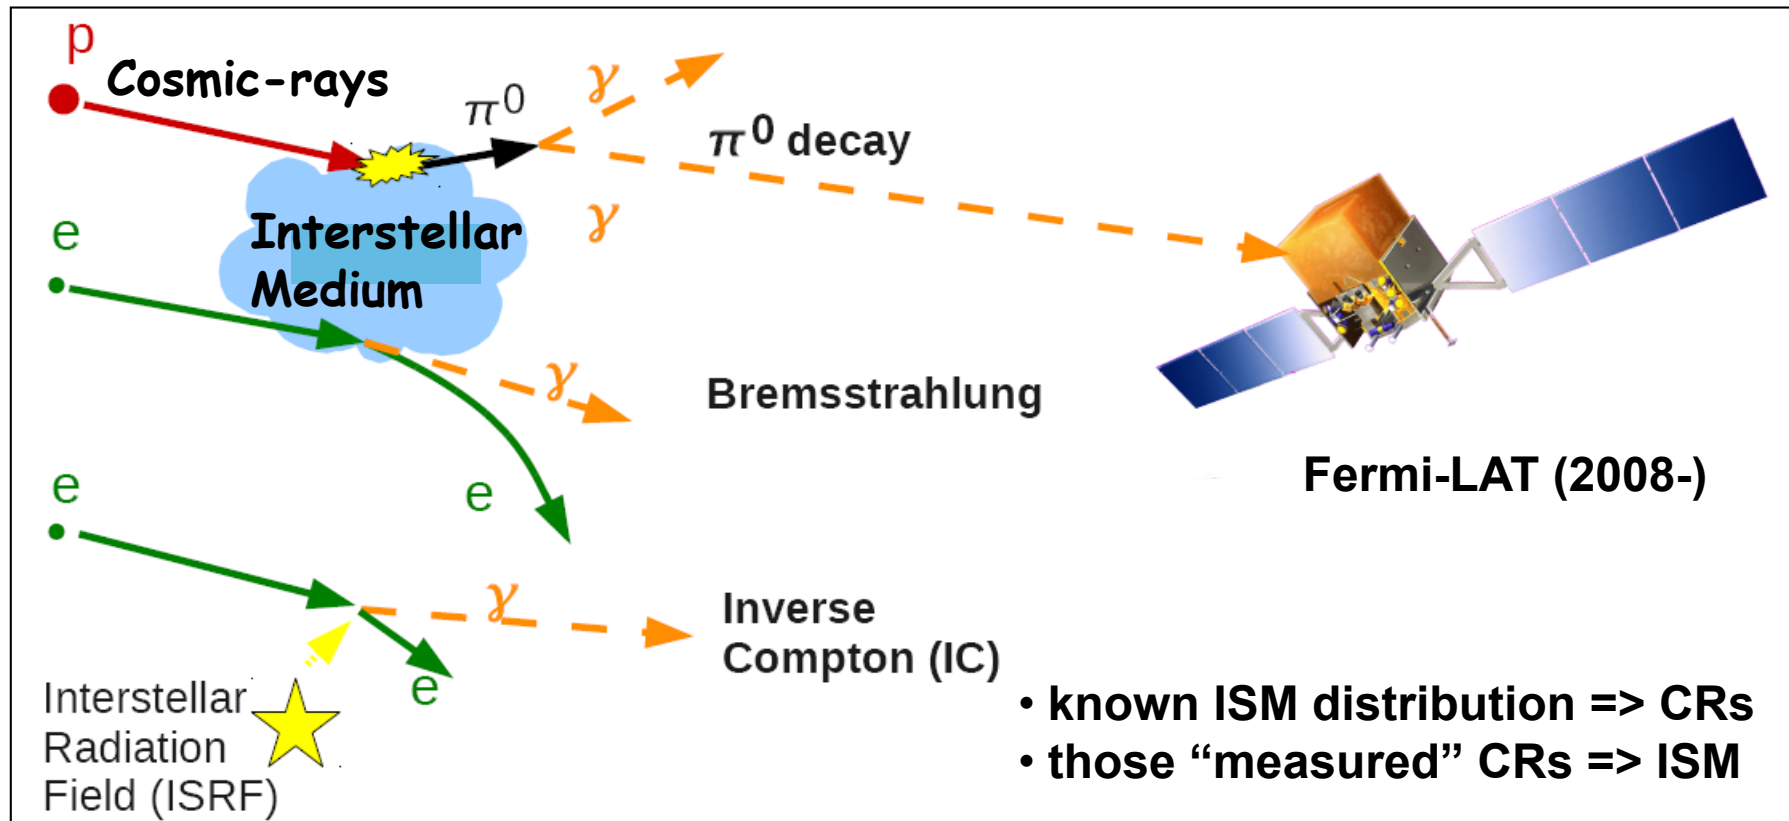 p
Cosmic-rays
π⁰
γ
π⁰ decay
γ
e
Interstellar
Medium
γ
Bremsstrahlung
Fermi-LAT (2008-)
e
e
γ
Inverse
Compton (IC)
e
Interstellar
Radiation
Field (ISRF)
• known ISM distribution => CRs
• those “measured” CRs => ISM